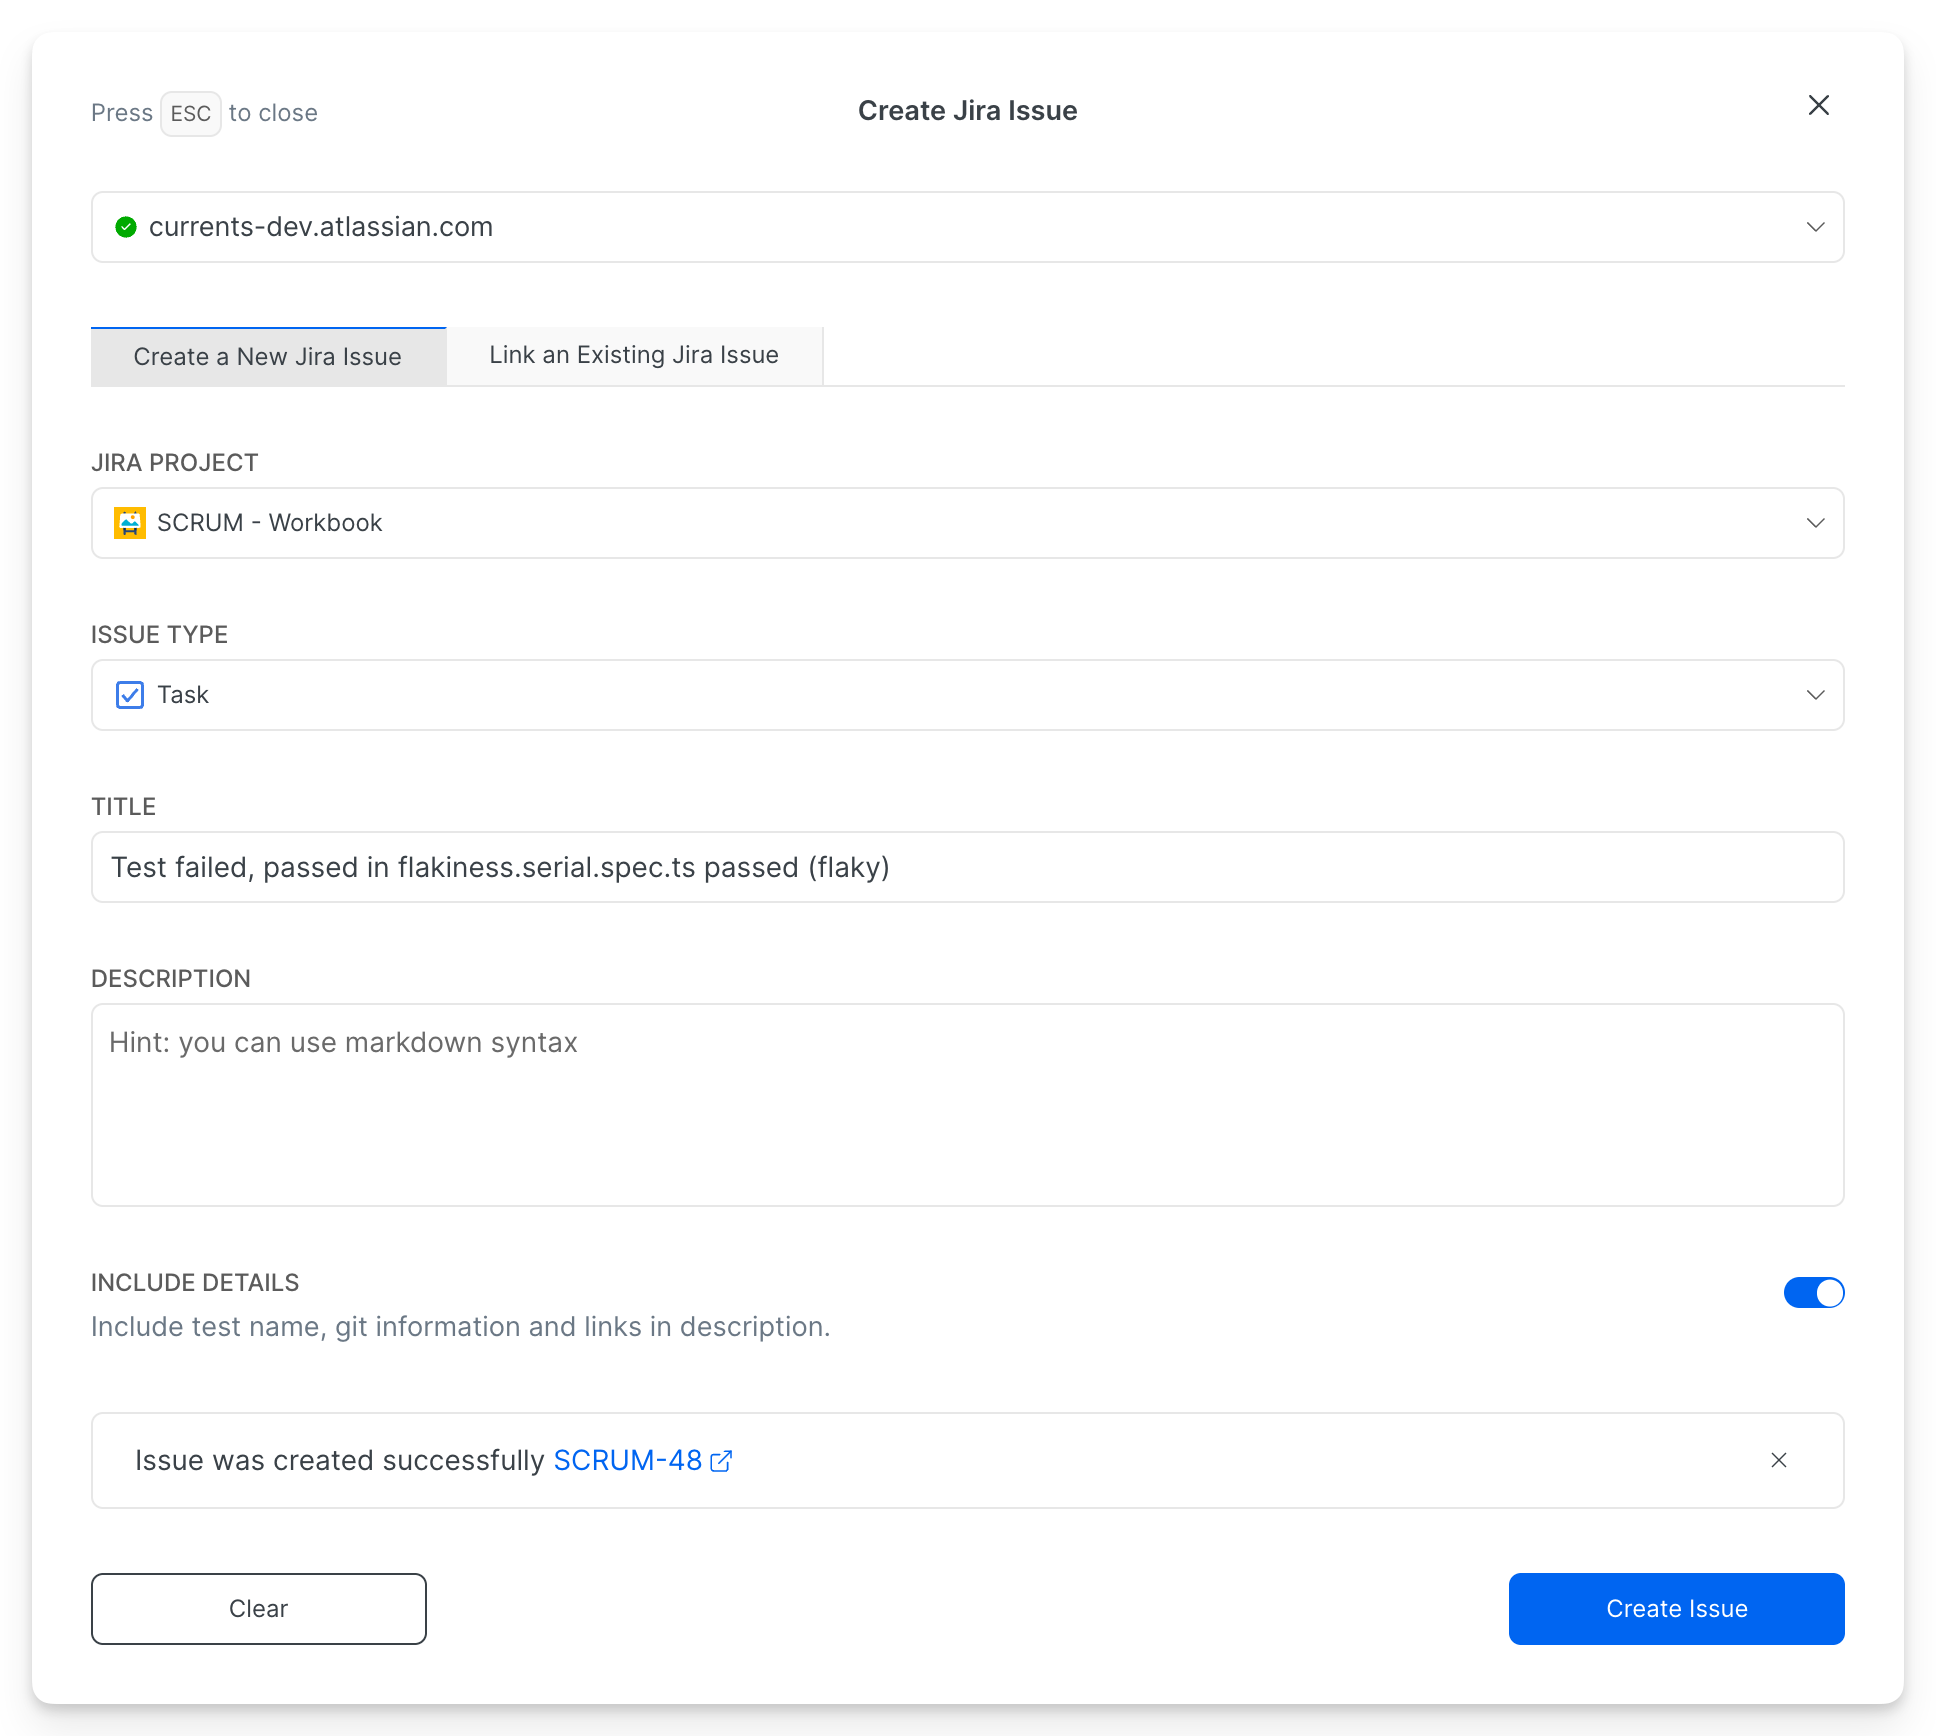 Press ESC to close
Create Jira Issue
currents-dev.atlassian.com
Create a New Jira Issue
Link an Existing Jira Issue
JIRA PROJECT
SCRUM - Workbook
ISSUE TYPE
Task
TITLE
Test failed, passed in flakiness.serial.spec.ts passed (flaky)
DESCRIPTION
Hint: you can use markdown syntax
INCLUDE DETAILS
Include test name, git information and links in description.
Issue was created successfully SCRUM-48
Clear
Create Issue